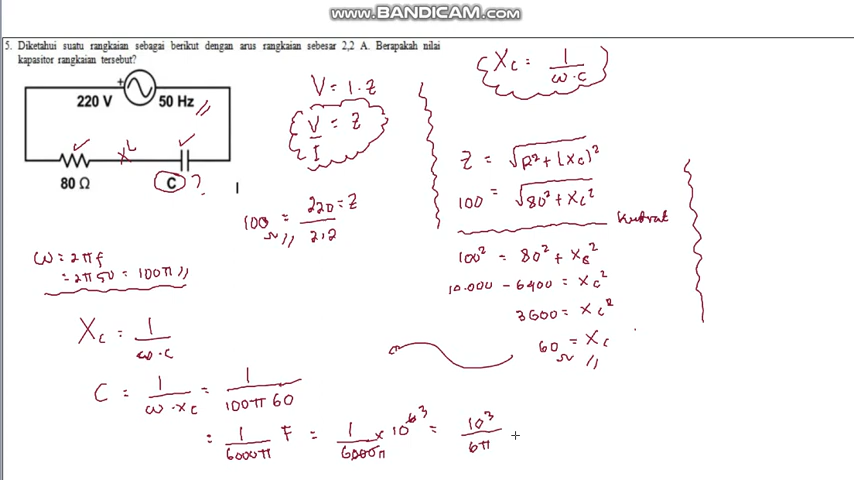 www.BANDICAM.com
5. Diketahui suatu rangkaian sebagai berikut dengan arus rangkaian sebesar 2,2 A. Berapakah nilai
kapasitor rangkaian tersebut?
220 V 50 Hz //
80 Ω C ?
XL
V = I . Z
V/I = Z
100 = 220/2,2 = Z
Xc = 1/ω.c
Z = √R² + (Xc)²
100 = √80² + Xc²
kudrat
100² = 80² + Xc²
10.000 - 6400 = Xc²
3600 = Xc²
60 = Xc
Ω //
ω = 2πf
= 2π50 = 100π //
Xc = 1/ω.c
C = 1/ω.Xc = 1/100π 60
= 1/6000π F = 1/6000π × 10⁶ ³ = 10³/6π